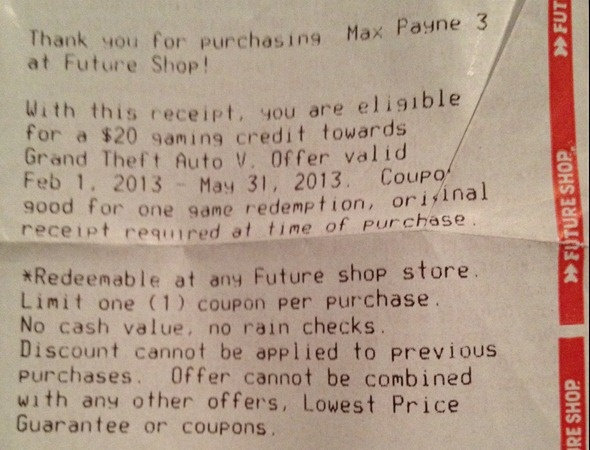 Thank you for purchasing Max Payne 3
at Future Shop!
With this receipt, you are eligible
for a $20 gaming credit towards
Grand Theft Auto V. Offer valid
Feb 1, 2013 - May 31, 2013. Coupo
good for one game redemption, original
receipt required at time of purchase.
*Redeemable at any Future shop store.
Limit one (1) coupon per purchase.
No cash value, no rain checks.
Discount cannot be applied to previous
purchases. Offer cannot be combined
with any other offers, Lowest Price
Guarantee or coupons.
FUT
FUTURE SHOP.
RE SHOP